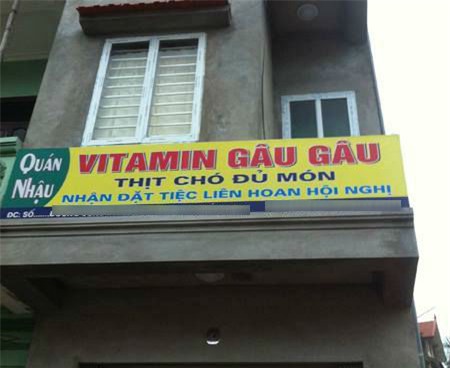 QUÁN NHẬU
VITAMIN GÂU GÂU
THỊT CHÓ ĐỦ MÓN
NHẬN ĐẶT TIỆC LIÊN HOAN HỘI NGHỊ
ĐC: SỐ